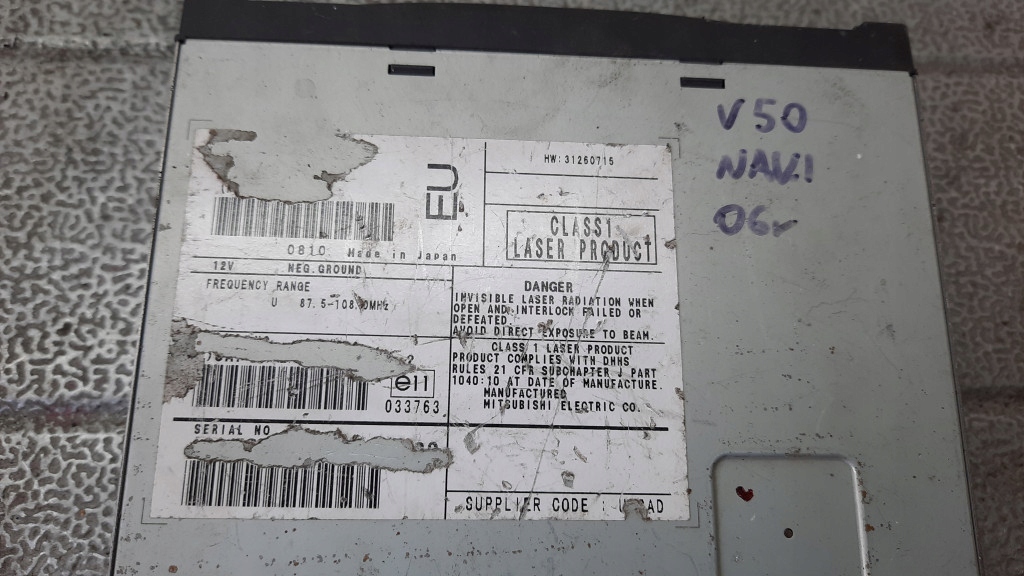 EU
HW:31260715
CLASS1
LASER PRODUCT
0810 Made in Japan
12V NEG.GROUND
FREQUENCY RANGE
U 87.5-108.0MHz
DANGER
INVISIBLE LASER RADIATION WHEN
OPEN AND INTERLOCK FAILED OR
DEFEATED
AVOID DIRECT EXPOSURE TO BEAM.
CLASS 1 LASER PRODUCT
PRODUCT COMPLIES WITH DHHS
RULES 21 CFR SUBCHAPTER J PART
1040:10 AT DATE OF MANUFACTURE.
MANUFACTURED
MITSUBISHI ELECTRIC CO.
e11
033763
SERIAL NO
SUPPLIER CODE :
V50
NAVI
06r